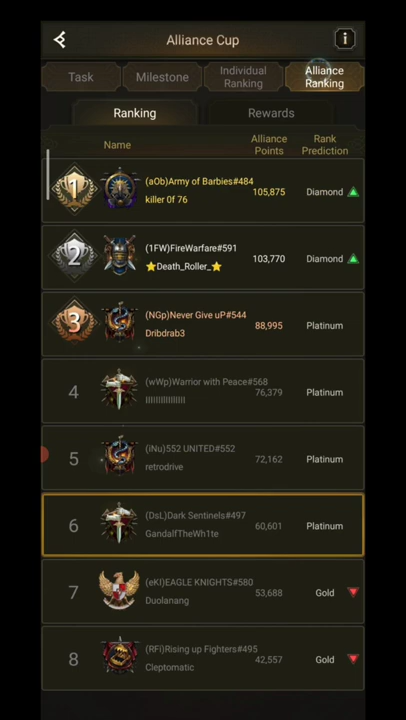 Alliance Cup
Task
Milestone
Individual
Ranking
Alliance
Ranking
Ranking
Rewards
Name
Alliance
Points
Rank
Prediction
1
(aOb)Army of Barbies#484
killer 0f 76
105,875
Diamond
2
(1FW)FireWarfare#591
⭐Death_Roller_⭐
103,770
Diamond
3
(NGp)Never Give uP#544
Dribdrab3
88,995
Platinum
4
(wWp)Warrior with Peace#568
76,379
Platinum
5
(iNu)552 UNITED#552
retrodrive
72,162
Platinum
6
(DsL)Dark Sentinels#497
GandalfTheWh1te
60,601
Platinum
7
(eKI)EAGLE KNIGHTS#580
Duolanang
53,688
Gold
8
(RFi)Rising up Fighters#495
Cleptomatic
42,557
Gold